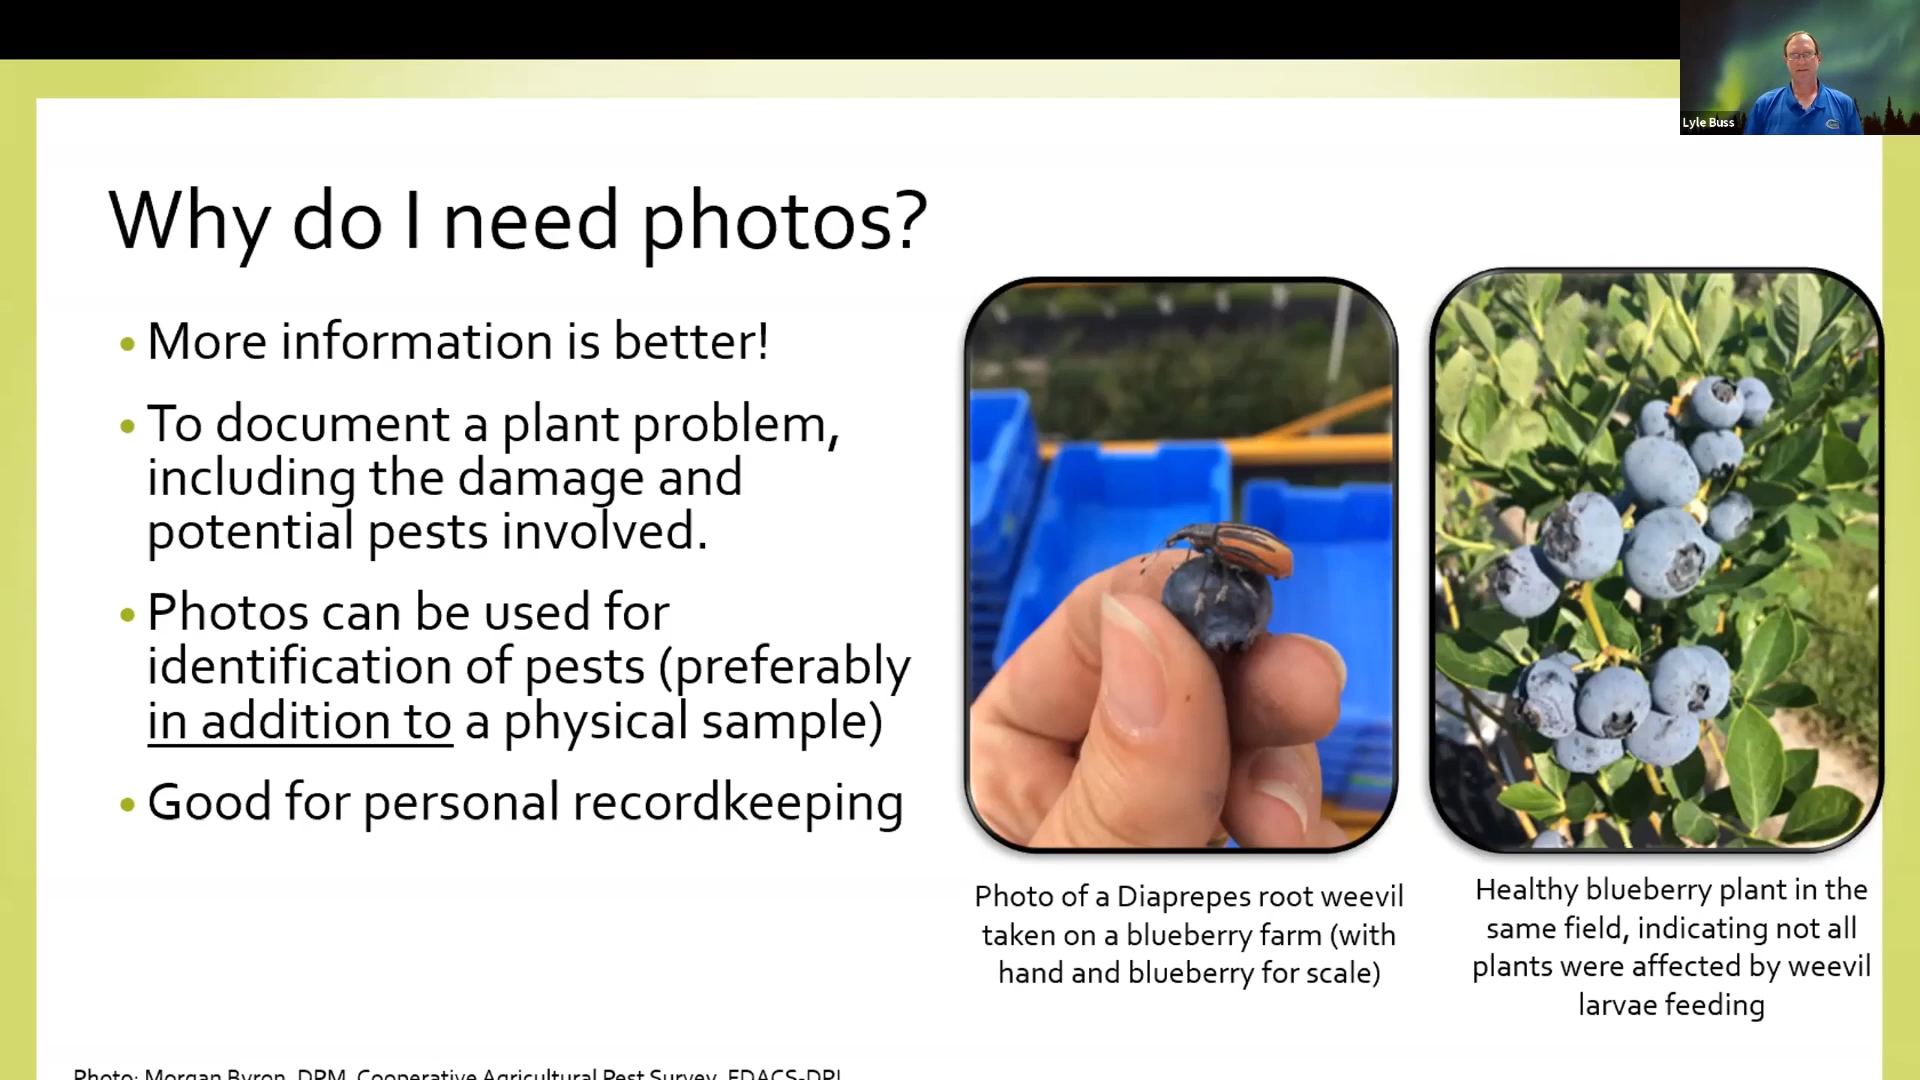 Lyle Buss
Why do I need photos?
• More information is better!
• To document a plant problem,
including the damage and
potential pests involved.
• Photos can be used for
identification of pests (preferably
in addition to a physical sample)
• Good for personal recordkeeping
Photo of a Diaprepes root weevil
taken on a blueberry farm (with
hand and blueberry for scale)
Healthy blueberry plant in the
same field, indicating not all
plants were affected by weevil
larvae feeding
Photo: Morgan Byron, DPM, Cooperative Agricultural Pest Survey, FDACS-DPI